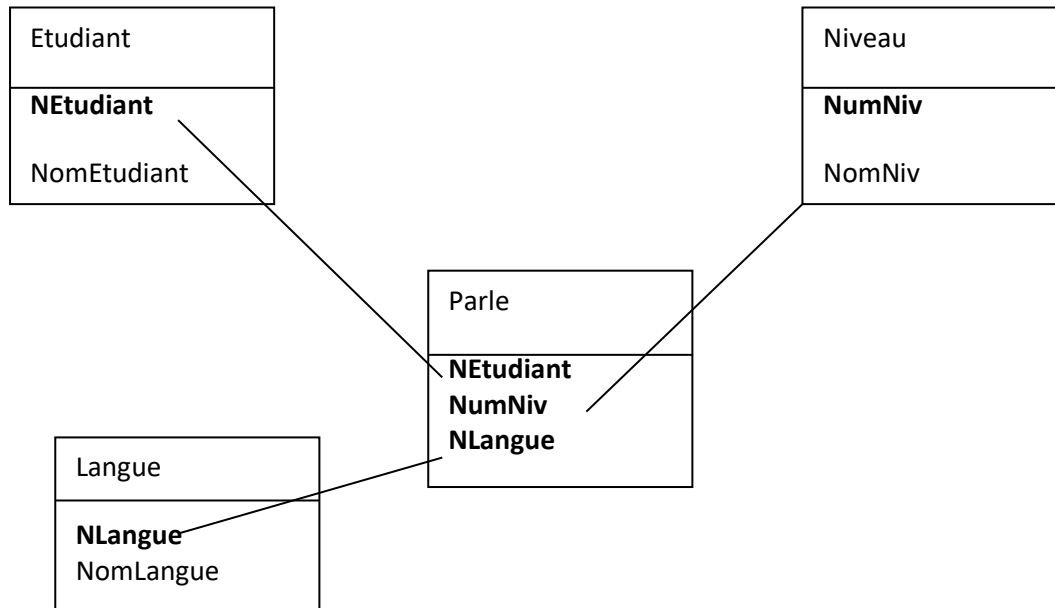 Etudiant
NEtudiant
NomEtudiant
Niveau
NumNiv
NomNiv
Parle
NEtudiant
NumNiv
NLangue
Langue
NLangue
NomLangue